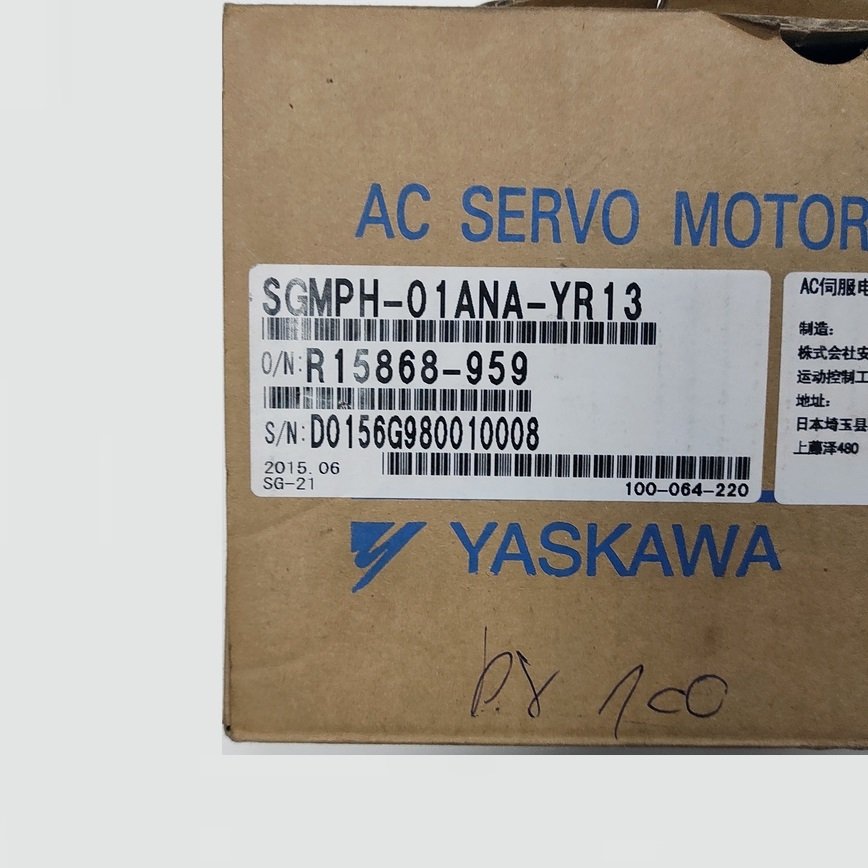 AC SERVO MOTOR
SGMPH-01ANA-YR13
O/N:R15868-959
S/N:D0156G980010008
2015.06
SG-21
100-064-220
AC伺服电
制造:
株式会社安
运动控制工
地址:
日本埼玉县
上藤泽480
YASKAWA
100